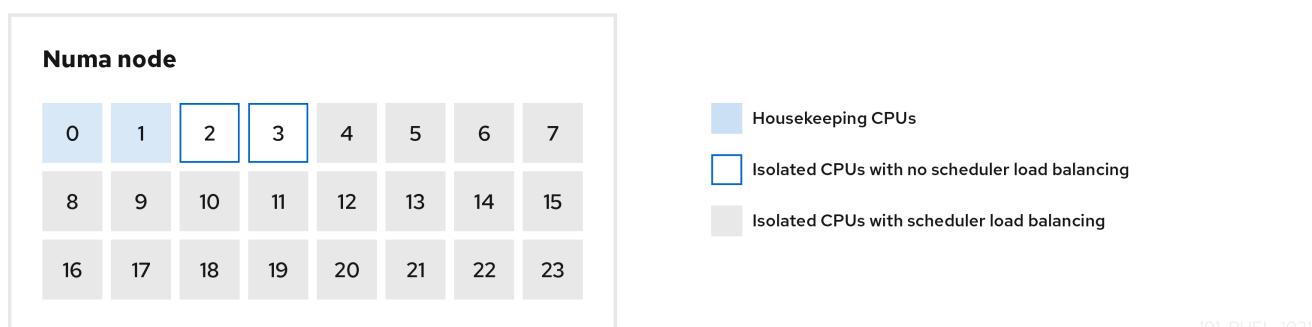 Numa node
0 1 2 3 4 5 6 7
8 9 10 11 12 13 14 15
16 17 18 19 20 21 22 23
Housekeeping CPUs
Isolated CPUs with no scheduler load balancing
Isolated CPUs with scheduler load balancing